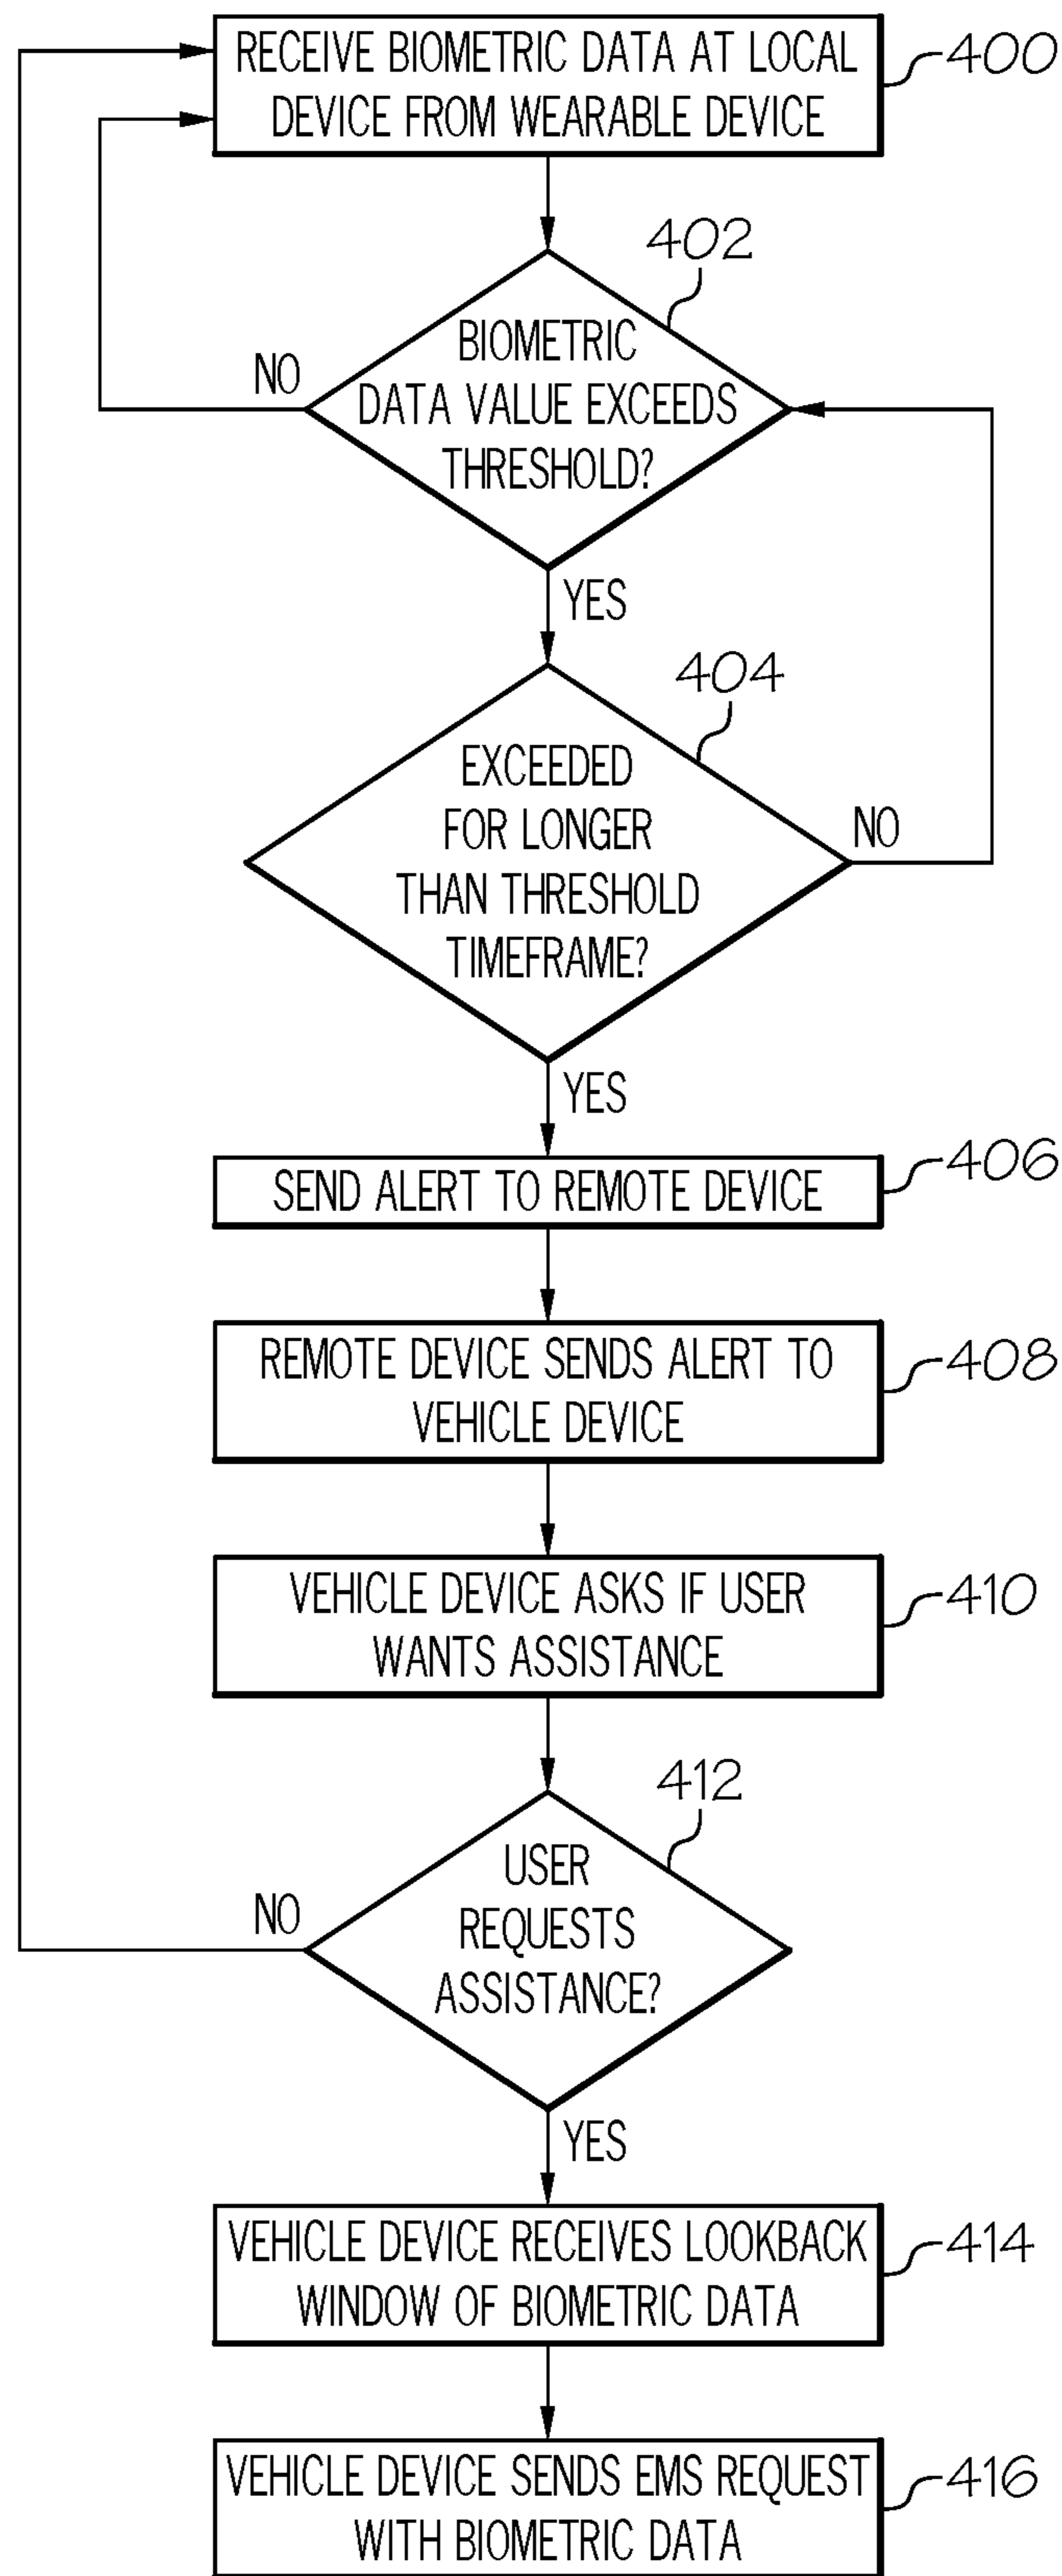 RECEIVE BIOMETRIC DATA AT LOCAL
DEVICE FROM WEARABLE DEVICE
400
402
BIOMETRIC
DATA VALUE EXCEEDS
THRESHOLD?
NO
YES
404
EXCEEDED
FOR LONGER
THAN THRESHOLD
TIMEFRAME?
NO
YES
SEND ALERT TO REMOTE DEVICE
406
REMOTE DEVICE SENDS ALERT TO
VEHICLE DEVICE
408
VEHICLE DEVICE ASKS IF USER
WANTS ASSISTANCE
410
412
USER
REQUESTS
ASSISTANCE?
NO
YES
VEHICLE DEVICE RECEIVES LOOKBACK
WINDOW OF BIOMETRIC DATA
414
VEHICLE DEVICE SENDS EMS REQUEST
WITH BIOMETRIC DATA
416